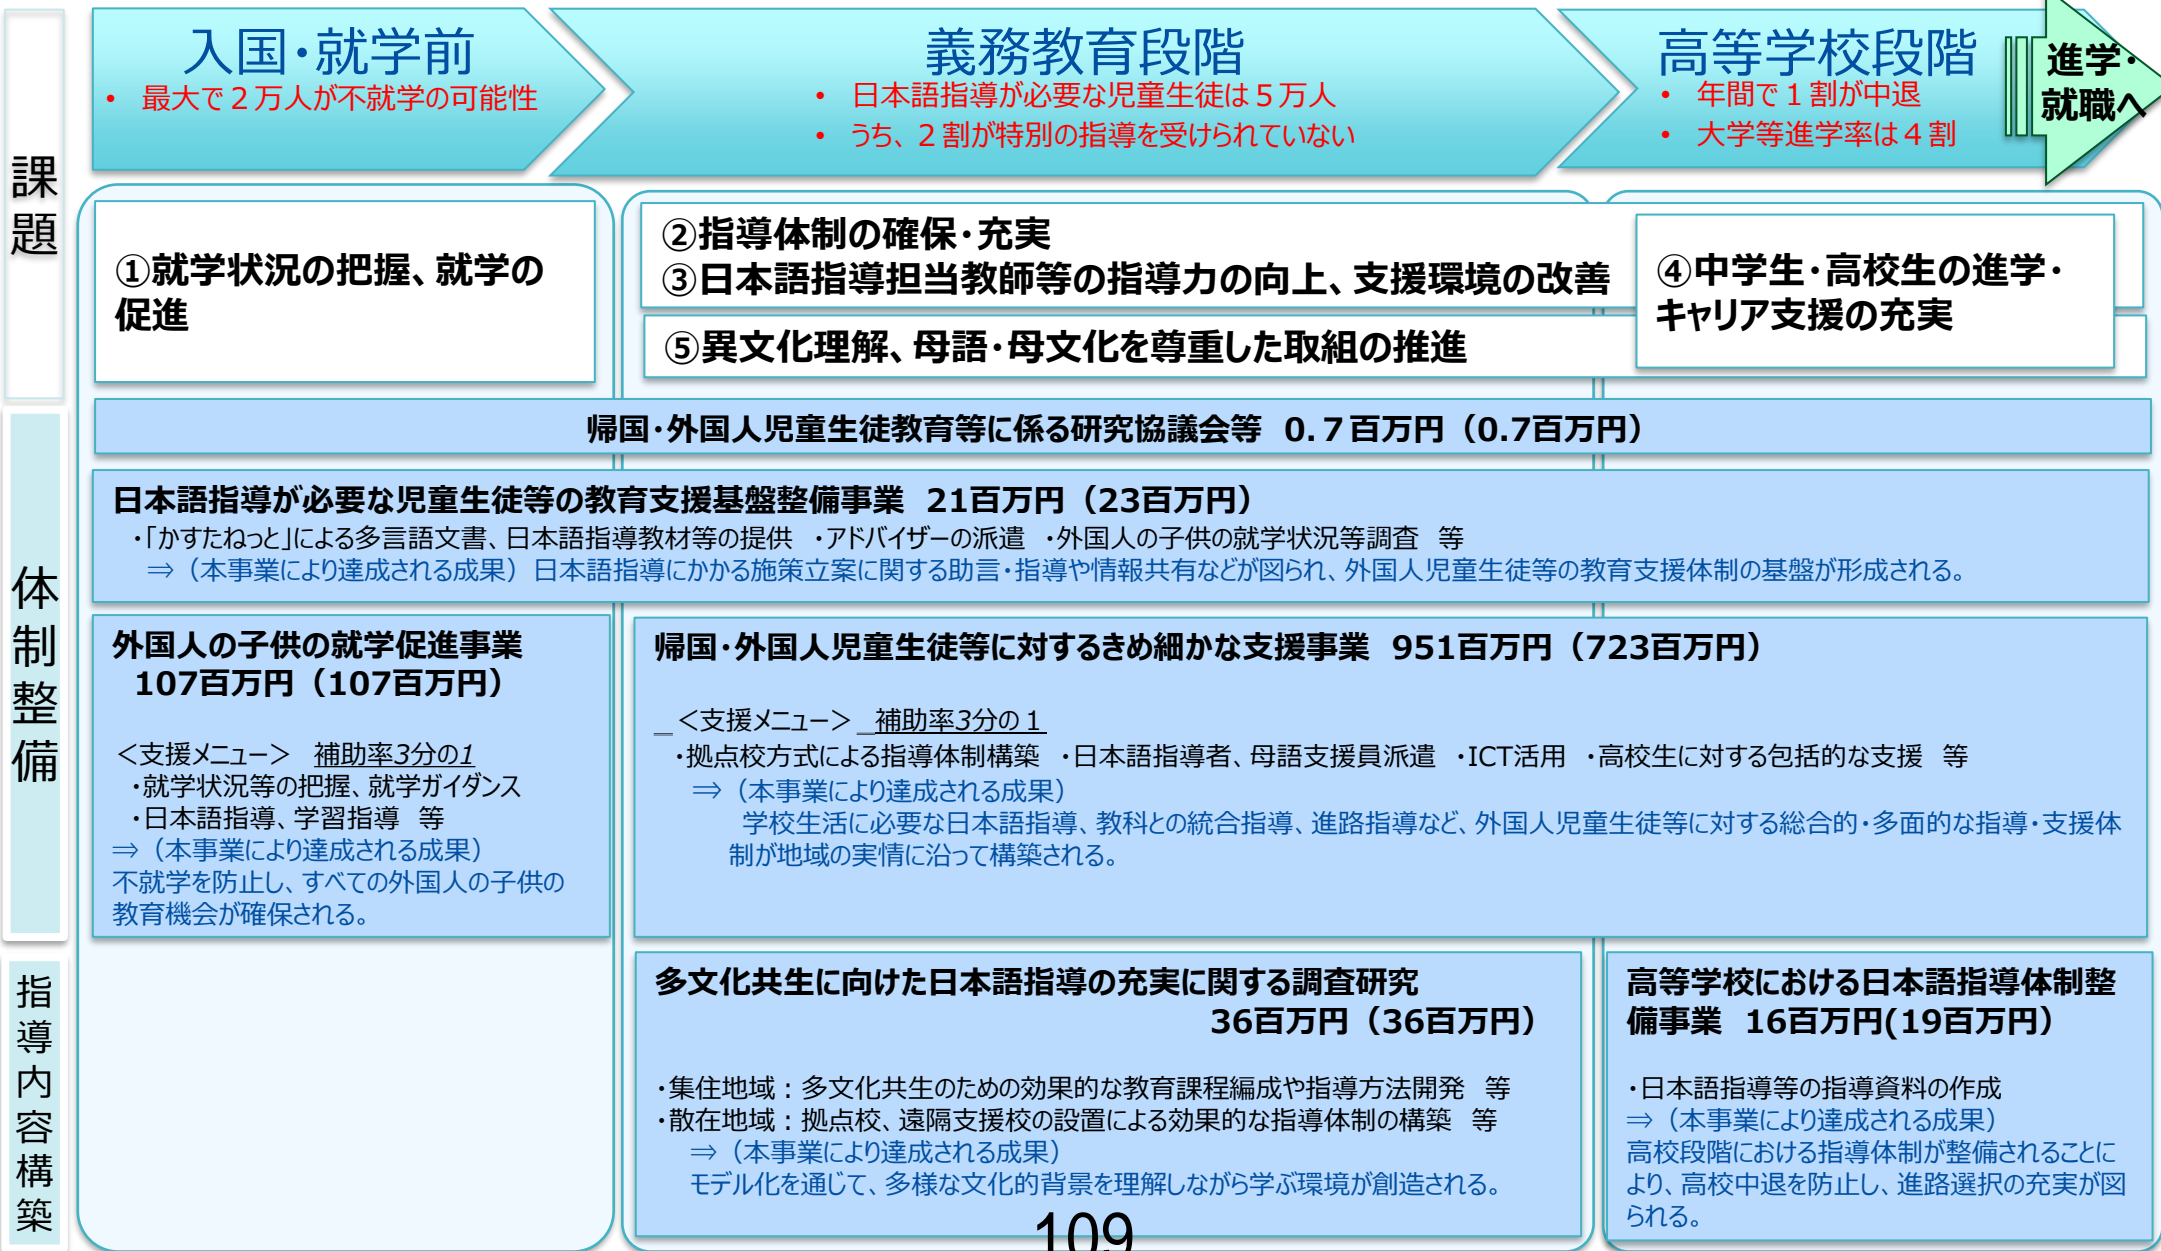 課題
入国・就学前
• 最大で２万人が不就学の可能性
義務教育段階
• 日本語指導が必要な児童生徒は５万人
• うち、２割が特別の指導を受けられていない
高等学校段階
• 年間で１割が中退
• 大学等進学率は４割
進学・
就職へ
①就学状況の把握、就学の
促進
②指導体制の確保・充実
③日本語指導担当教師等の指導力の向上、支援環境の改善
④中学生・高校生の進学・
キャリア支援の充実
⑤異文化理解、母語・母文化を尊重した取組の推進
体制整備
帰国・外国人児童生徒教育等に係る研究協議会等 0.７百万円（0.7百万円）
日本語指導が必要な児童生徒等の教育支援基盤整備事業 21百万円（23百万円）
・「かすたねっと」による多言語文書、日本語指導教材等の提供 ・アドバイザーの派遣 ・外国人の子供の就学状況等調査 等
⇒（本事業により達成される成果）日本語指導にかかる施策立案に関する助言・指導や情報共有などが図られ、外国人児童生徒等の教育支援体制の基盤が形成される。
外国人の子供の就学促進事業
107百万円（107百万円）
＜支援メニュー＞ 補助率3分の1
・就学状況等の把握、就学ガイダンス
・日本語指導、学習指導 等
⇒（本事業により達成される成果）
不就学を防止し、すべての外国人の子供の
教育機会が確保される。
帰国・外国人児童生徒等に対するきめ細かな支援事業 951百万円（723百万円）
＜支援メニュー＞ 補助率3分の１
・拠点校方式による指導体制構築 ・日本語指導者、母語支援員派遣 ・ICT活用 ・高校生に対する包括的な支援 等
⇒（本事業により達成される成果）
学校生活に必要な日本語指導、教科との統合指導、進路指導など、外国人児童生徒等に対する総合的・多面的な指導・支援体
制が地域の実情に沿って構築される。
指導内容構築
多文化共生に向けた日本語指導の充実に関する調査研究
36百万円（36百万円）
・集住地域：多文化共生のための効果的な教育課程編成や指導方法開発 等
・散在地域：拠点校、遠隔支援校の設置による効果的な指導体制の構築 等
⇒（本事業により達成される成果）
モデル化を通じて、多様な文化的背景を理解しながら学ぶ環境が創造される。
高等学校における日本語指導体制整
備事業 16百万円(19百万円）
・日本語指導等の指導資料の作成
⇒（本事業により達成される成果）
高校段階における指導体制が整備されることに
より、高校中退を防止し、進路選択の充実が図
られる。
109